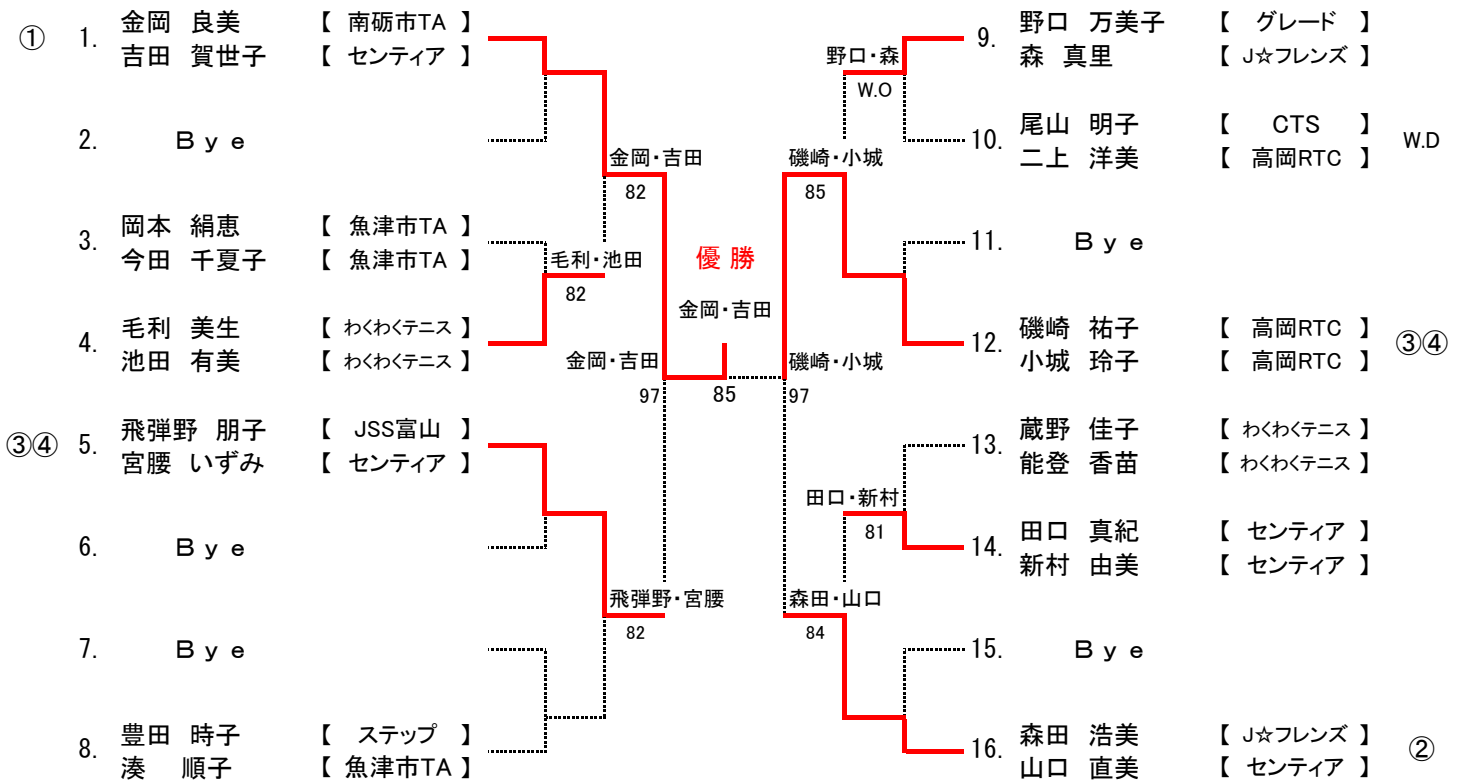 ① 1. 金岡 良美 【 南砺市TA 】
吉田 賀世子 【 センティア 】
2. Ｂｙｅ
3. 岡本 絹恵 【 魚津市TA 】
今田 千夏子 【 魚津市TA 】
4. 毛利 美生 【 わくわくテニス 】
池田 有美 【 わくわくテニス 】
③④ 5. 飛弾野 朋子 【 JSS富山 】
宮腰 いずみ 【 センティア 】
6. Ｂｙｅ
7. Ｂｙｅ
8. 豊田 時子 【 ステップ 】
湊 順子 【 魚津市TA 】
金岡・吉田
82
毛利・池田
82
金岡・吉田
97
飛弾野・宮腰
82
優 勝
金岡・吉田
85
野口・森
W.O
磯崎・小城
85
磯崎・小城
97
田口・新村
81
森田・山口
84
9. 野口 万美子 【 グレード 】
森 真里 【 J☆フレンズ 】
10. 尾山 明子 【 CTS 】 W.D
二上 洋美 【 高岡RTC 】
11. Ｂｙｅ
12. 磯崎 祐子 【 高岡RTC 】 ③④
小城 玲子 【 高岡RTC 】
13. 蔵野 佳子 【 わくわくテニス 】
能登 香苗 【 わくわくテニス 】
14. 田口 真紀 【 センティア 】
新村 由美 【 センティア 】
15. Ｂｙｅ
16. 森田 浩美 【 J☆フレンズ 】 ②
山口 直美 【 センティア 】